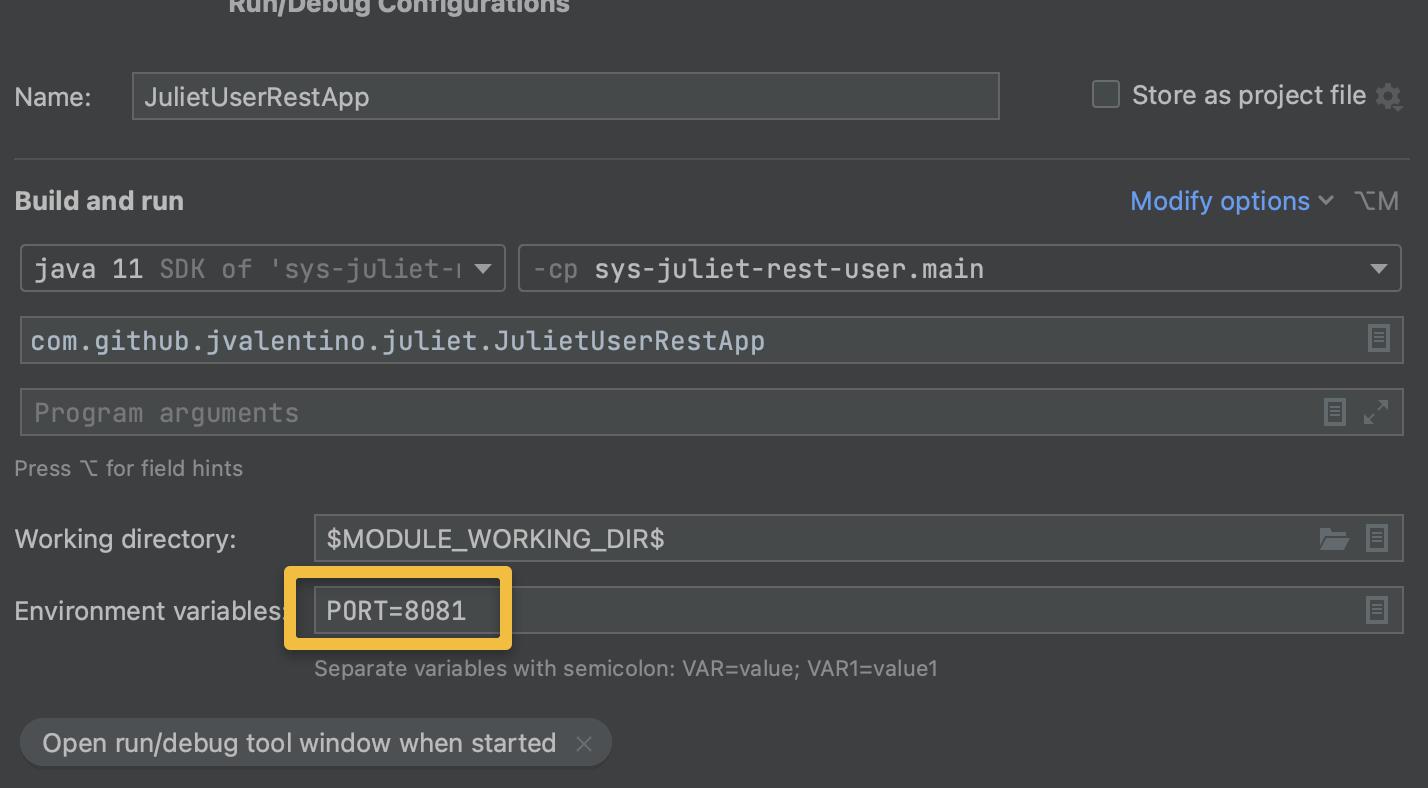 Run/Debug Configurations
Name: JulietUserRestApp Store as project file
Build and run Modify options ⌥M
java 11 SDK of 'sys-juliet- -cp sys-juliet-rest-user.main
com.github.jvalentino.juliet.JulietUserRestApp
Program arguments
Press ⌥ for field hints
Working directory: $MODULE_WORKING_DIR$
Environment variables: PORT=8081
Separate variables with semicolon: VAR=value; VAR1=value1
Open run/debug tool window when started